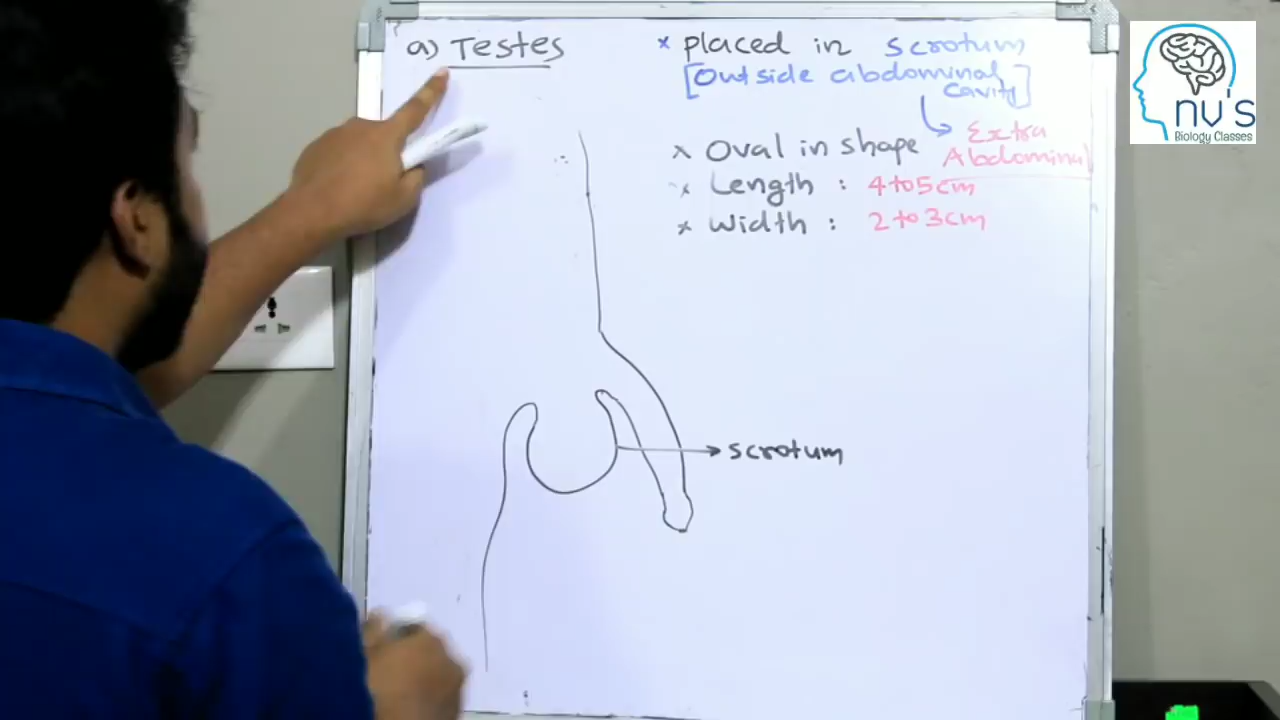 a) Testes
* placed in scrotum
[Outside abdominal cavity]
Extra Abdominal
* Oval in shape
* Length : 4 to 5 cm
* Width : 2 to 3 cm
scrotum
nv's
Biology Classes